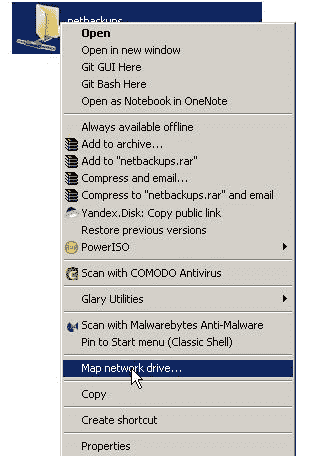 netbackups
Open
Open in new window
Git GUI Here
Git Bash Here
Open as Notebook in OneNote
Always available offline
Add to archive...
Add to "netbackups.rar"
Compress and email...
Compress to "netbackups.rar" and email
Yandex.Disk: Copy public link
Restore previous versions
PowerISO
Scan with COMODO Antivirus
Glary Utilities
Scan with Malwarebytes Anti-Malware
Pin to Start menu (Classic Shell)
Map network drive...
Copy
Create shortcut
Properties